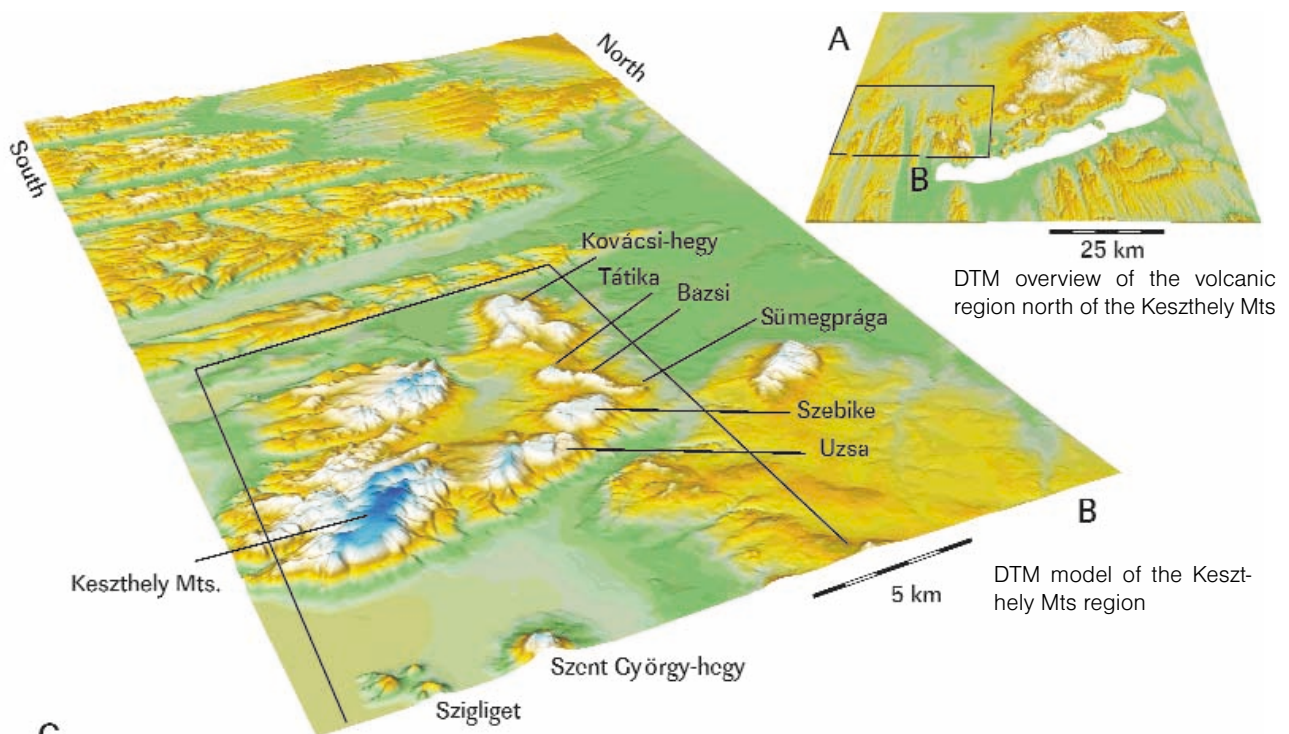 A
North
South
B
25 km
DTM overview of the volcanic
region north of the Keszthely Mts
Kovácsi-hegy
Tátika
Bazsi
Sümegprága
Szebike
Uzsa
B
5 km
DTM model of the Keszt-
hely Mts region
Keszthely Mts.
Szent György-hegy
Szigliget